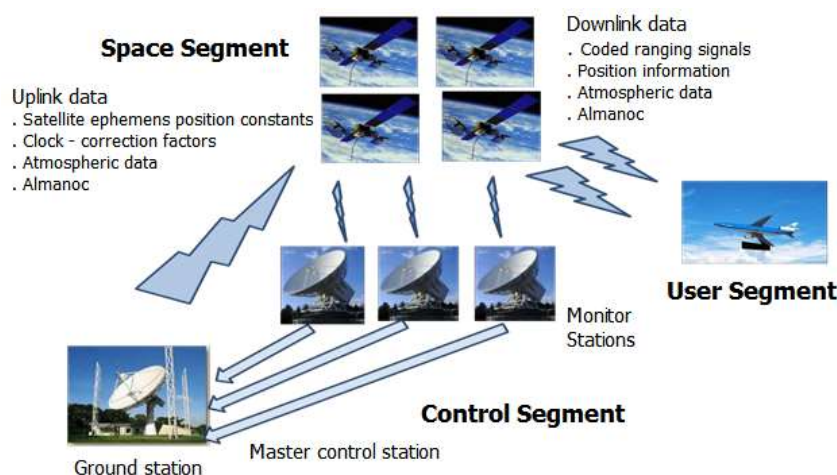 Space Segment
Downlink data
. Coded ranging signals
. Position information
. Atmospheric data
. Almanoc
Uplink data
. Satellite ephemens position constants
. Clock - correction factors
. Atmospheric data
. Almanoc
User Segment
Monitor
Stations
Control Segment
Master control station
Ground station